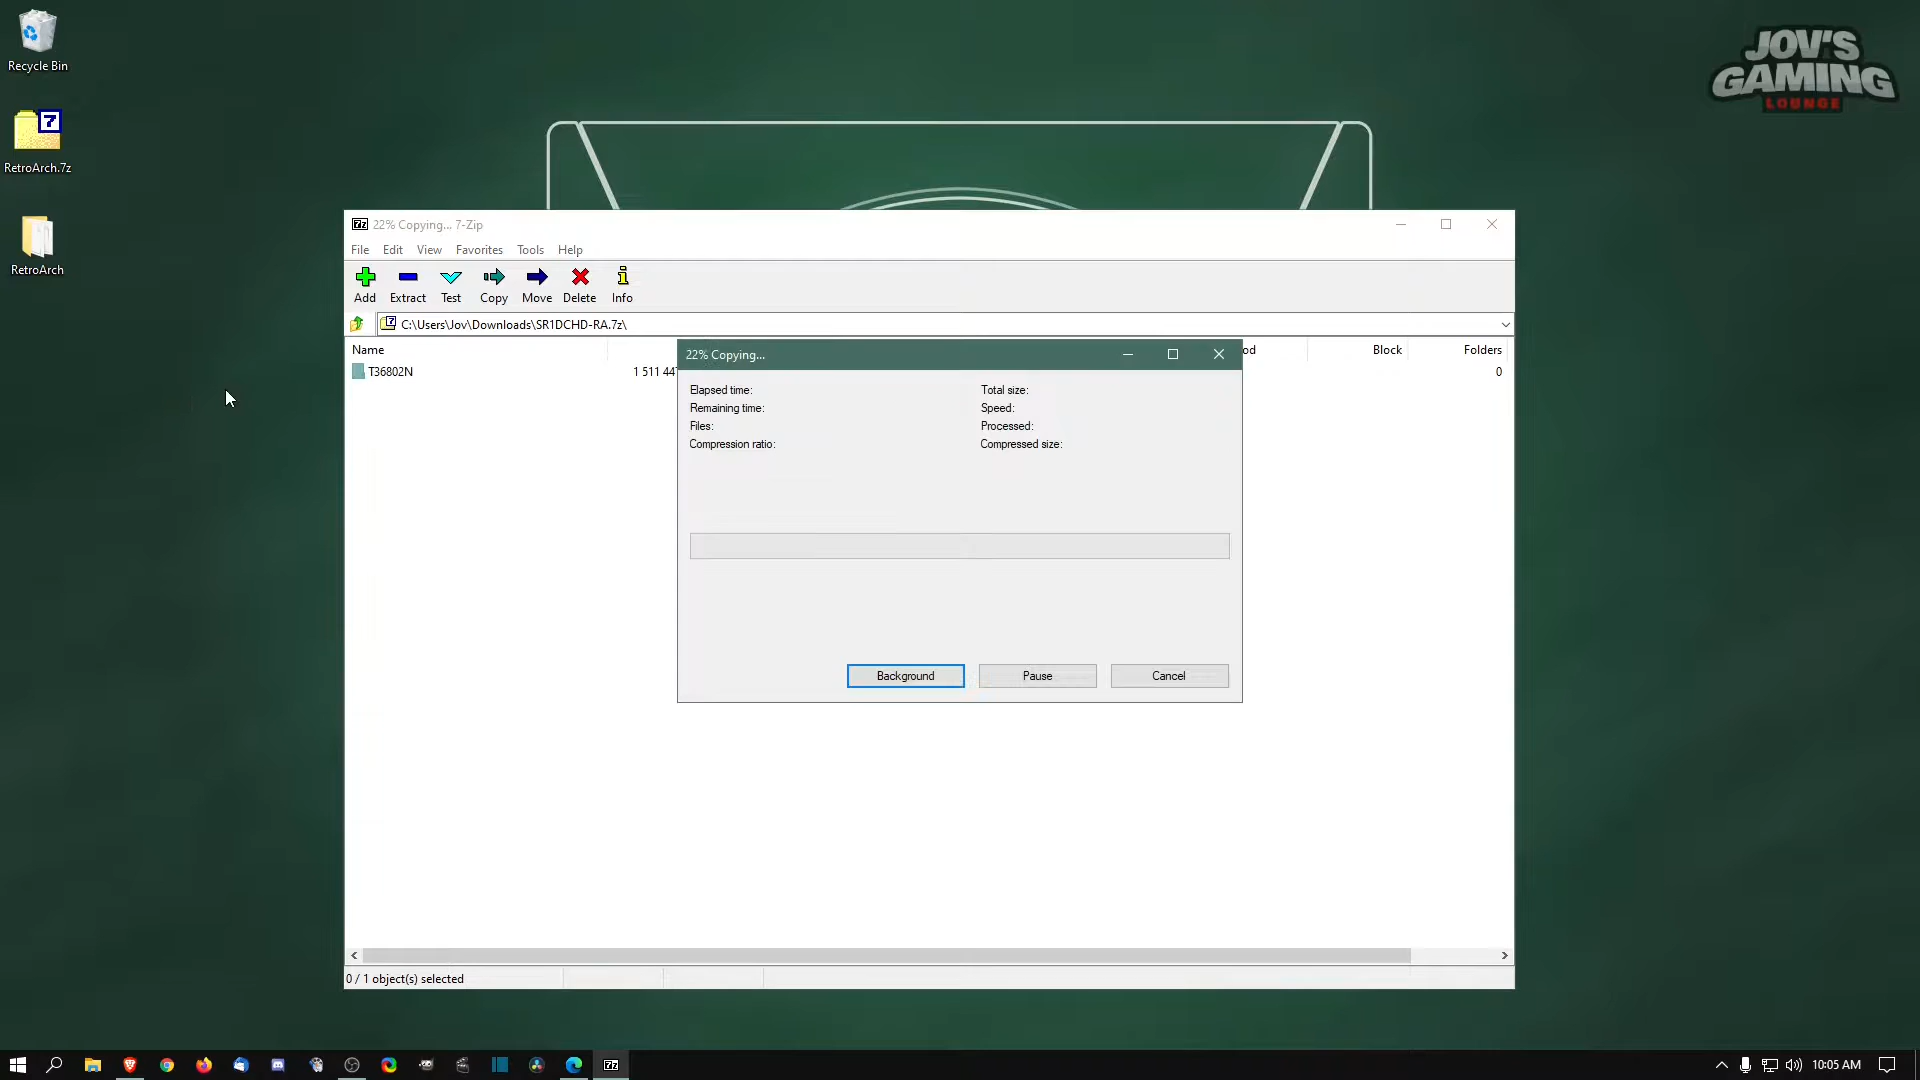 Recycle Bin
RetroArch.7z
RetroArch
JOV'S
GAMING
LOUNGE
22% Copying... 7-Zip
File Edit View Favorites Tools Help
Add Extract Test Copy Move Delete Info
C:\Users\Jov\Downloads\SR1DCHD-RA.7z\
Name Block Folders
T36802N 1 511 44 0
22% Copying...
Elapsed time: Total size:
Remaining time: Speed:
Files: Processed:
Compression ratio: Compressed size:
Background Pause Cancel
0 / 1 object(s) selected
10:05 AM